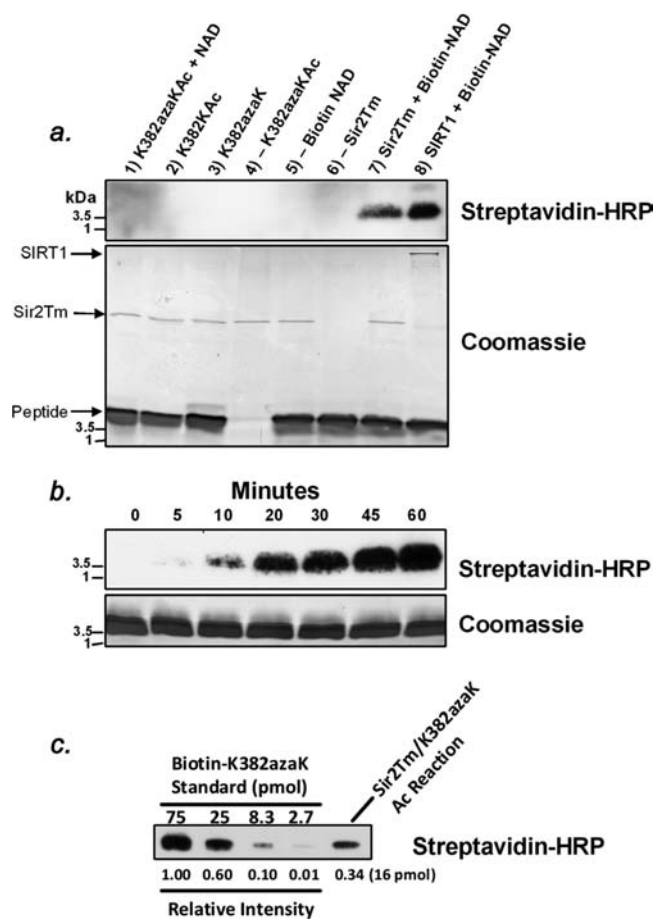 a.
1) K382azaKAc + NAD
2) K382KAc
3) K382azaK
4) – K382azaKAc
5) – Biotin NAD
6) – Sir2Tm
7) Sir2Tm + Biotin-NAD
8) SIRT1 + Biotin-NAD
kDa
3.5
1
Streptavidin-HRP
SIRT1
Sir2Tm
Peptide
3.5
1
Coomassie
b.
Minutes
0 5 10 20 30 45 60
3.5
1
Streptavidin-HRP
3.5
1
Coomassie
c.
Biotin-K382azaK
Standard (pmol)
75 25 8.3 2.7
Sir2Tm/K382azaK
Ac Reaction
Streptavidin-HRP
1.00 0.60 0.10 0.01 0.34 (16 pmol)
Relative Intensity